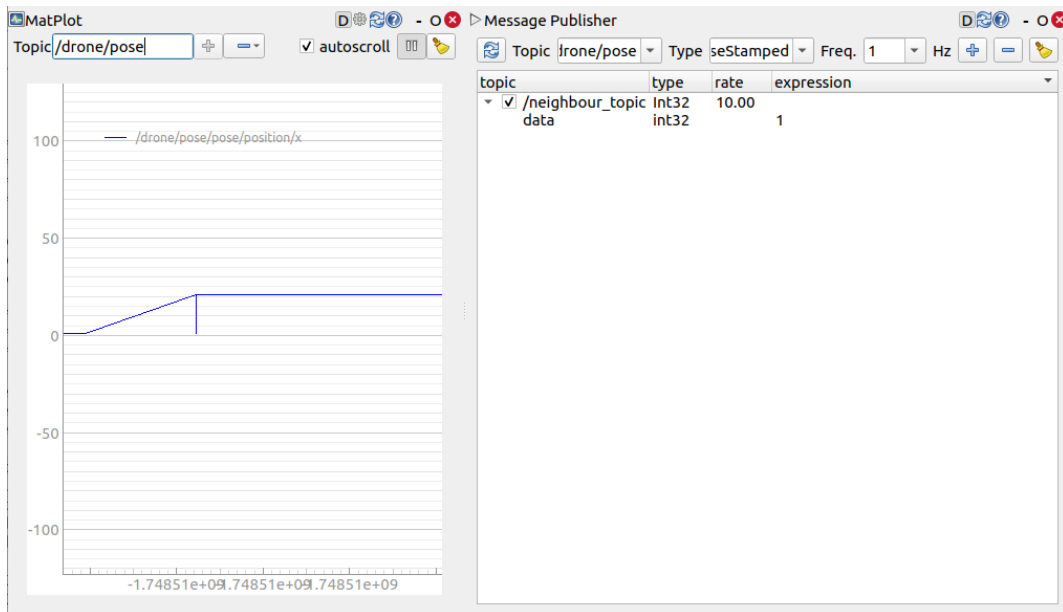 MatPlot
D - O
Topic /drone/pose autoscroll
100
/drone/pose/pose/position/x
50
0
-50
-100
-1.74851e+09 -1.74851e+09 -1.74851e+09
Message Publisher
D - O
Topic drone/pose Type seStamped Freq. 1 Hz
topic type rate expression
/neighbour_topic Int32 10.00
data int32 1